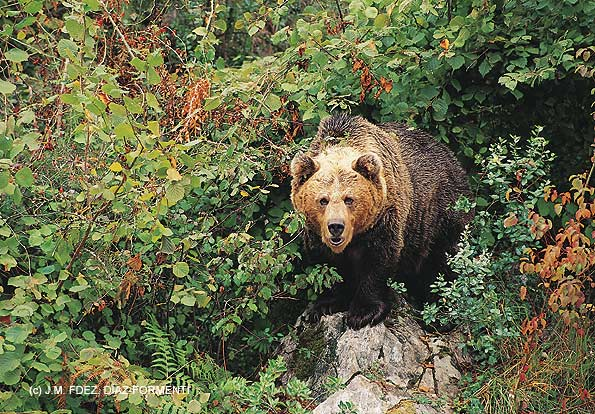 (c) J.M. FDEZ. DIAZ-FORMENTI